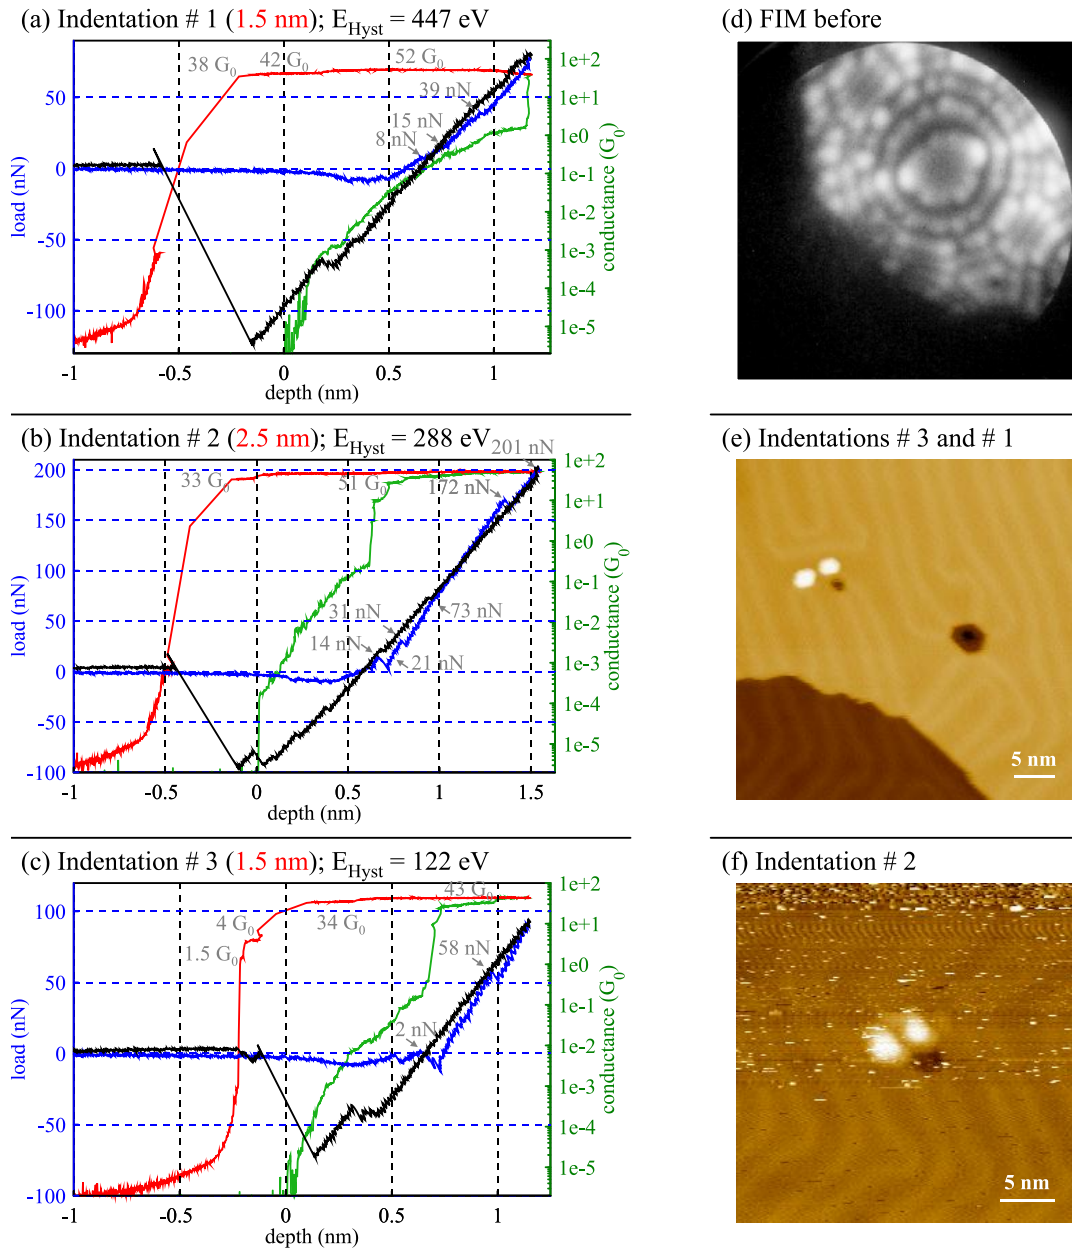 (a) Indentation # 1 (1.5 nm); E_Hyst = 447 eV
38 G₀
42 G₀
52 G₀
39 nN
15 nN
8 nN
50
0
-50
-100
load (nN)
1e+2
1e+1
1e0
1e-1
1e-2
1e-3
1e-4
1e-5
conductance (G₀)
-1
-0.5
0
0.5
1
depth (nm)
(d) FIM before
(b) Indentation # 2 (2.5 nm); E_Hyst = 288 eV
201 nN
33 G₀
51 G₀
172 nN
31 nN
73 nN
14 nN
21 nN
200
150
100
50
0
-50
-100
load (nN)
1e+2
1e+1
1e0
1e-1
1e-2
1e-3
1e-4
1e-5
conductance (G₀)
-1
-0.5
0
0.5
1
1.5
depth (nm)
(e) Indentations # 3 and # 1
5 nm
(c) Indentation # 3 (1.5 nm); E_Hyst = 122 eV
43 G₀
4 G₀
34 G₀
1.5 G₀
58 nN
2 nN
100
50
0
-50
-100
load (nN)
1e+2
1e+1
1e0
1e-1
1e-2
1e-3
1e-4
1e-5
conductance (G₀)
-1
-0.5
0
0.5
1
depth (nm)
(f) Indentation # 2
5 nm